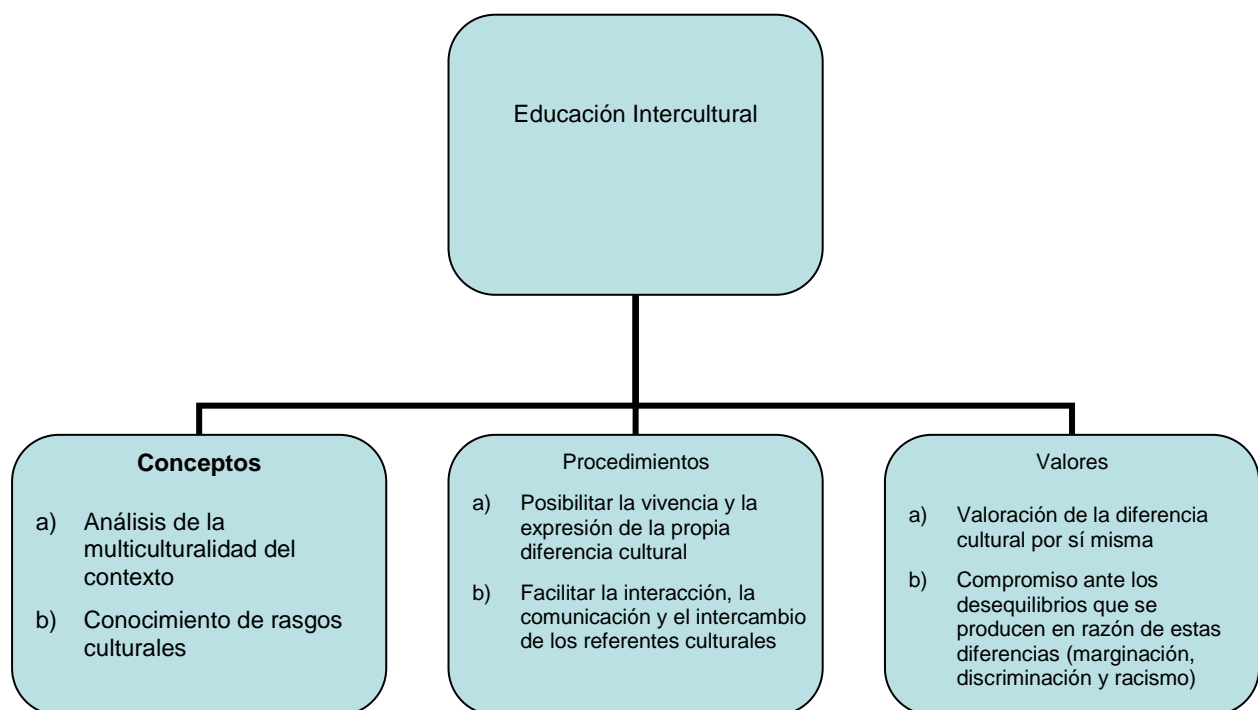 Educación Intercultural
Conceptos
a) Análisis de la
multiculturalidad del
contexto
b) Conocimiento de rasgos
culturales
Procedimientos
a) Posibilitar la vivencia y la
expresión de la propia
diferencia cultural
b) Facilitar la interacción, la
comunicación y el intercambio
de los referentes culturales
Valores
a) Valoración de la diferencia
cultural por sí misma
b) Compromiso ante los
desequilibrios que se
producen en razón de estas
diferencias (marginación,
discriminación y racismo)